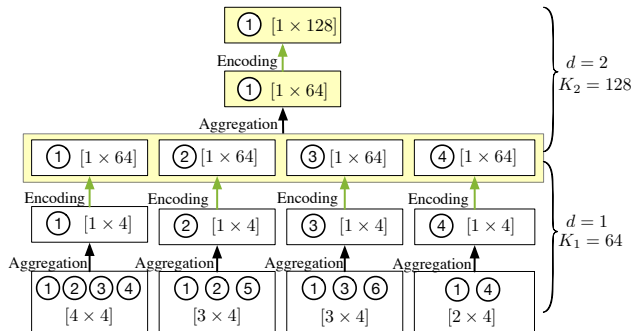 1 [1 × 128]
Encoding
1 [1 × 64]
Aggregation
d = 2
K₂ = 128
1 [1 × 64] 2 [1 × 64] 3 [1 × 64] 4 [1 × 64]
Encoding Encoding Encoding Encoding
1 [1 × 4] 2 [1 × 4] 3 [1 × 4] 4 [1 × 4]
d = 1
K₁ = 64
Aggregation Aggregation Aggregation Aggregation
1 2 3 4 1 2 5 1 3 6 1 4
[4 × 4] [3 × 4] [3 × 4] [2 × 4]